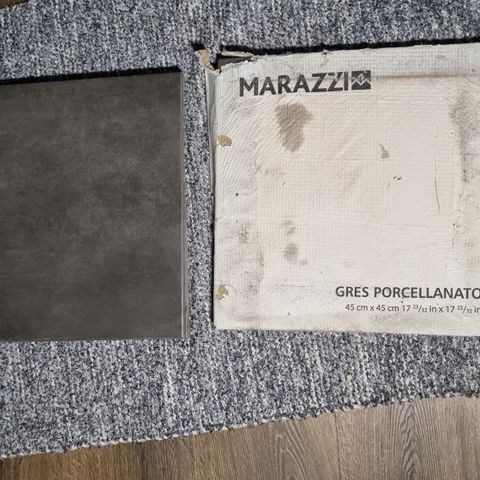 MARAZZI
GRES PORCELLANATO
45 cm x 45 cm 17 23/32 in x 17 23/32 in